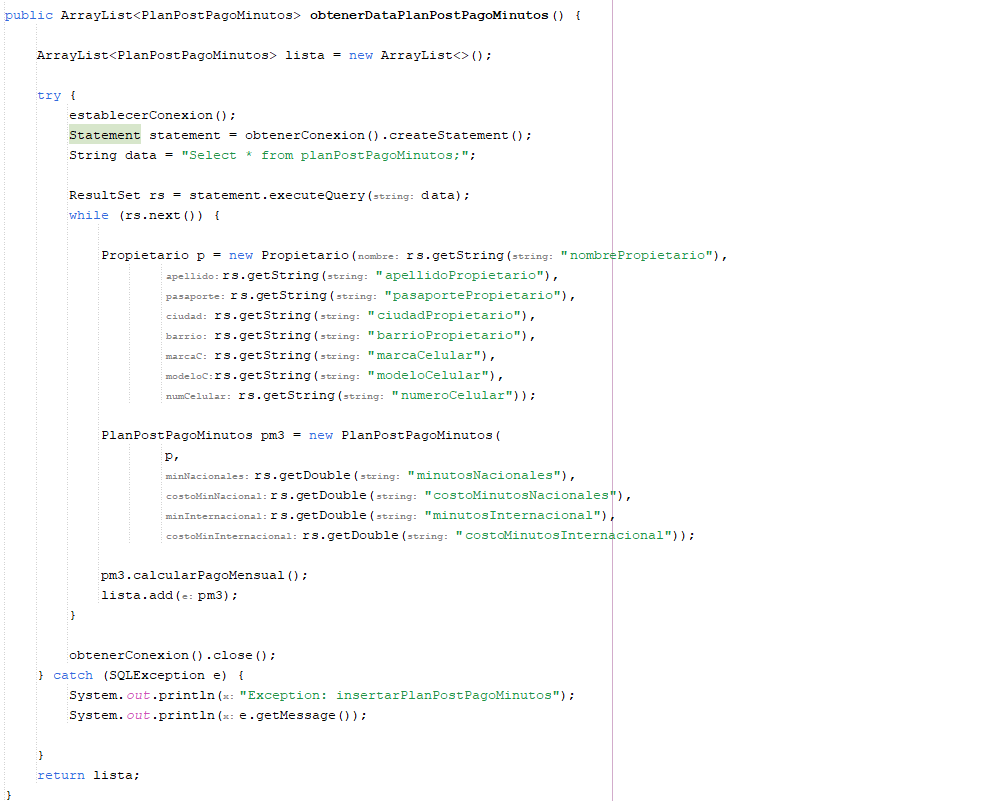 public ArrayList<PlanPostPagoMinutos> obtenerDataPlanPostPagoMinutos() {
ArrayList<PlanPostPagoMinutos> lista = new ArrayList<>();
try {
establecerConexion();
Statement statement = obtenerConexion().createStatement();
String data = "Select * from planPostPagoMinutos;";
ResultSet rs = statement.executeQuery(string: data);
while (rs.next()) {
Propietario p = new Propietario(nombre: rs.getString(string: "nombrePropietario"),
apellido: rs.getString(string: "apellidoPropietario"),
pasaporte: rs.getString(string: "pasaportePropietario"),
ciudad: rs.getString(string: "ciudadPropietario"),
barrio: rs.getString(string: "barrioPropietario"),
marcaC: rs.getString(string: "marcaCelular"),
modeloC: rs.getString(string: "modeloCelular"),
numCelular: rs.getString(string: "numeroCelular"));
PlanPostPagoMinutos pm3 = new PlanPostPagoMinutos(
p,
minNacionales: rs.getDouble(string: "minutosNacionales"),
costoMinNacional: rs.getDouble(string: "costoMinutosNacionales"),
minInternacional: rs.getDouble(string: "minutosInternacional"),
costoMinInternacional: rs.getDouble(string: "costoMinutosInternacional"));
pm3.calcularPagoMensual();
lista.add(e: pm3);
}
obtenerConexion().close();
} catch (SQLException e) {
System.out.println(x: "Exception: insertarPlanPostPagoMinutos");
System.out.println(x: e.getMessage());
}
return lista;
}